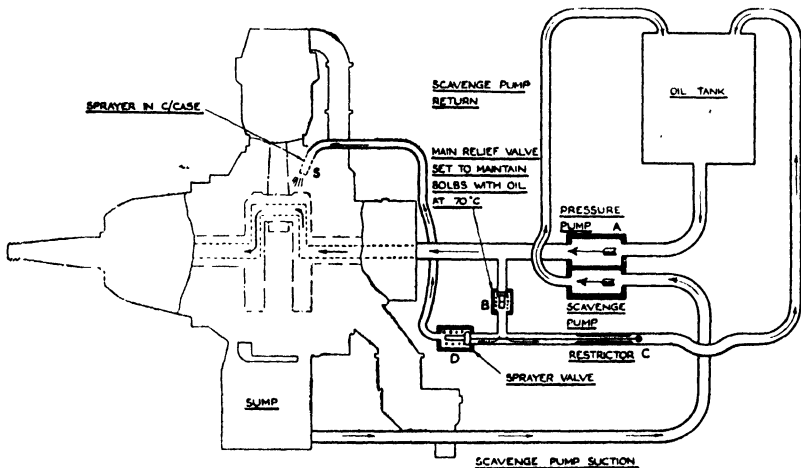 SPRAYER IN C/CASE
S
SCAVENGE PUMP
RETURN
OIL TANK
MAIN RELIEF VALVE
SET TO MAINTAIN
8OLBS WITH OIL
AT 70°C
PRESSURE
PUMP A
B
SCAVENGE
PUMP
RESTRICTOR C
D
SPRAYER VALVE
SUMP
SCAVENGE PUMP SUCTION